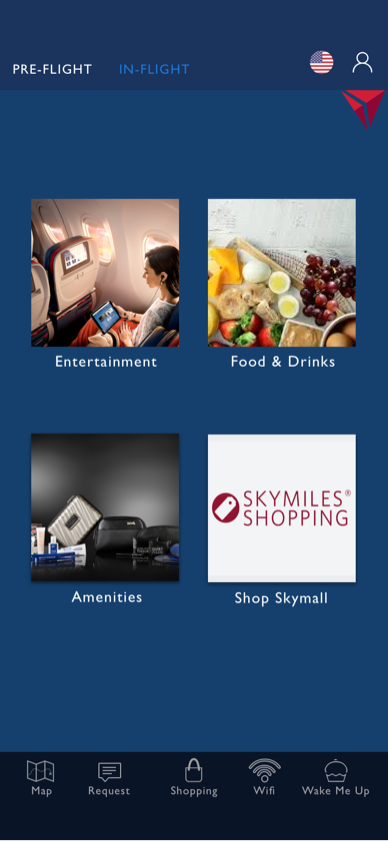 PRE-FLIGHT IN-FLIGHT
Entertainment Food & Drinks
SKYMILES®
SHOPPING
Amenities Shop Skymall
Map Request Shopping Wifi Wake Me Up